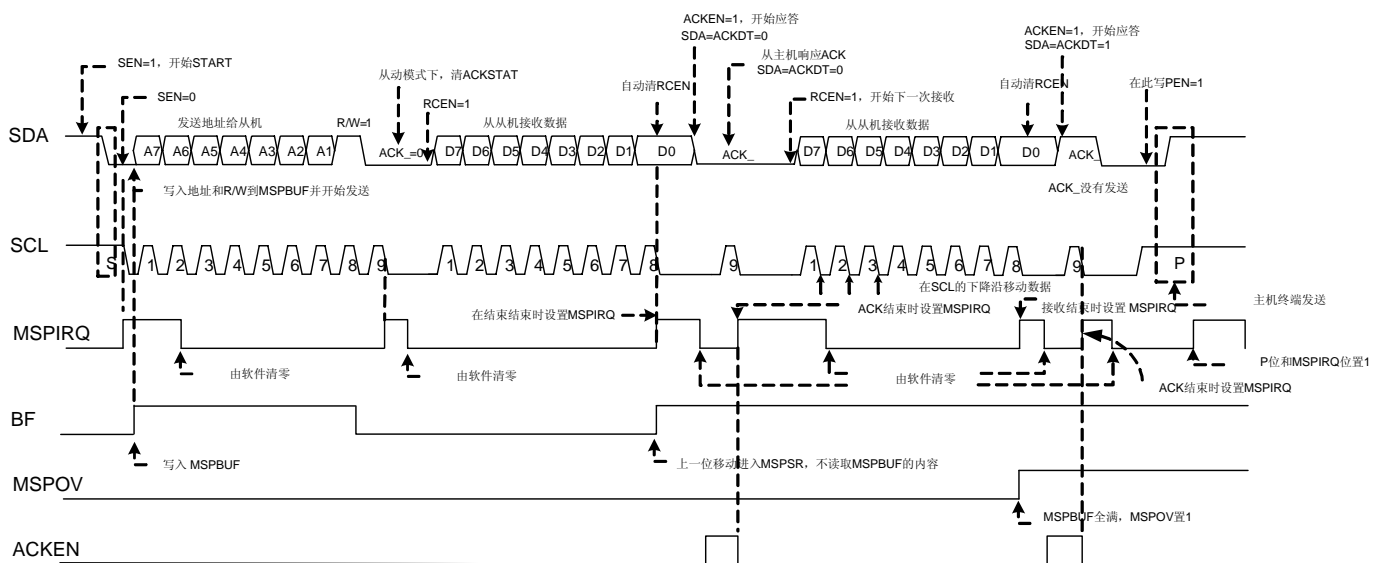 ACKEN=1，开始应答
SDA=ACKDT=0
ACKEN=1，开始应答
SDA=ACKDT=1
SEN=1，开始START
从主机响应ACK
SDA=ACKDT=0
从动模式下，清ACKSTAT
自动清RCEN
自动清RCEN
在此写PEN=1
SEN=0
RCEN=1
RCEN=1，开始下一次接收
发送地址给从机
R/W=1
从从机接收数据
从从机接收数据
SDA
A7 A6 A5 A4 A3 A2 A1
ACK_=0
D7 D6 D5 D4 D3 D2 D1 D0
ACK_
D7 D6 D5 D4 D3 D2 D1 D0
ACK_
写入地址和R/W到MSPBUF并开始发送
ACK_没有发送
SCL
S 1 2 3 4 5 6 7 8 9
1 2 3 4 5 6 7 8 9
1 2 3 4 5 6 7 8 9
P
在SCL的下降沿移动数据
主机终端发送
MSPIRQ
在结束结束时设置MSPIRQ
ACK结束时设置MSPIRQ
接收结束时设置 MSPIRQ
由软件清零
由软件清零
由软件清零
P位和MSPIRQ位置1
ACK结束时设置MSPIRQ
BF
写入 MSPBUF
上一位移动进入MSPSR，不读取MSPBUF的内容
MSPOV
MSPBUF全满，MSPOV置1
ACKEN